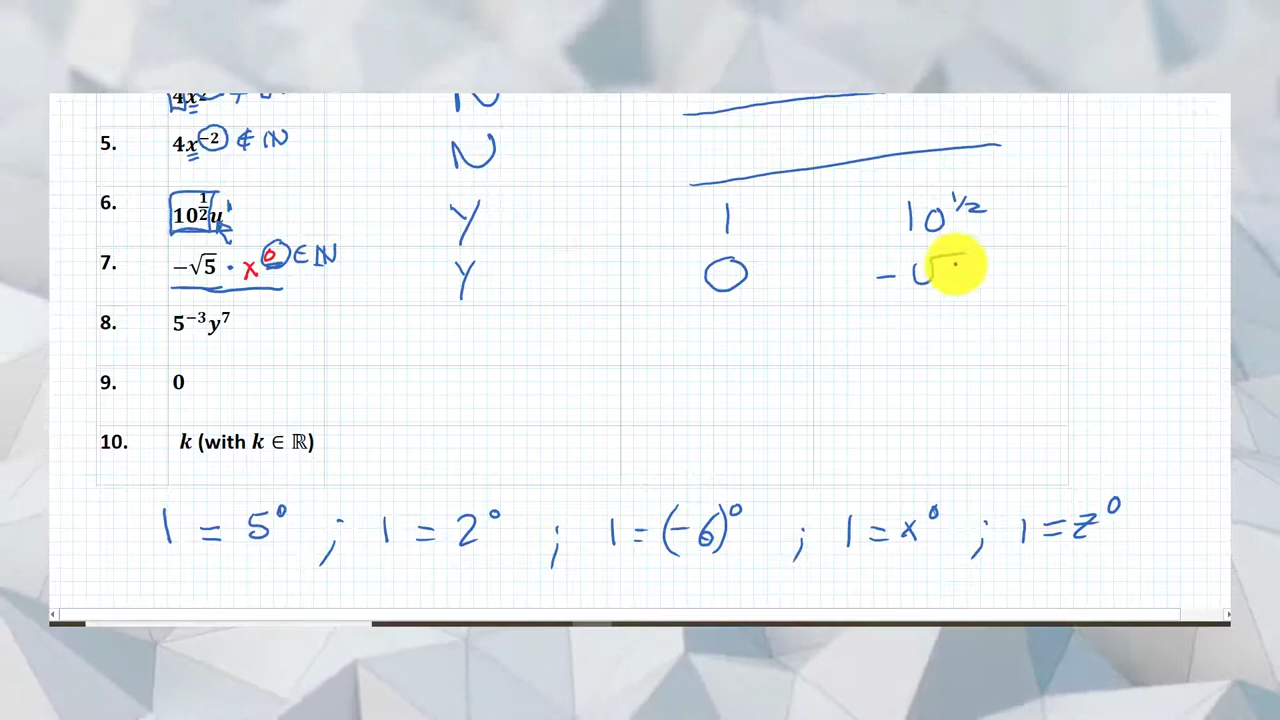 5. 4x⁻² ∉ ℕ N
6. 10^(1/2) u¹ Y 1 10^(1/2)
7. −√5 · x⁰ ∈ ℕ Y 0 − √
8. 5⁻³y⁷
9. 0
10. k (with k ∈ ℝ)
1 = 5⁰ ; 1 = 2⁰ ; 1 = (−6)⁰ ; 1 = x⁰ ; 1 = z⁰